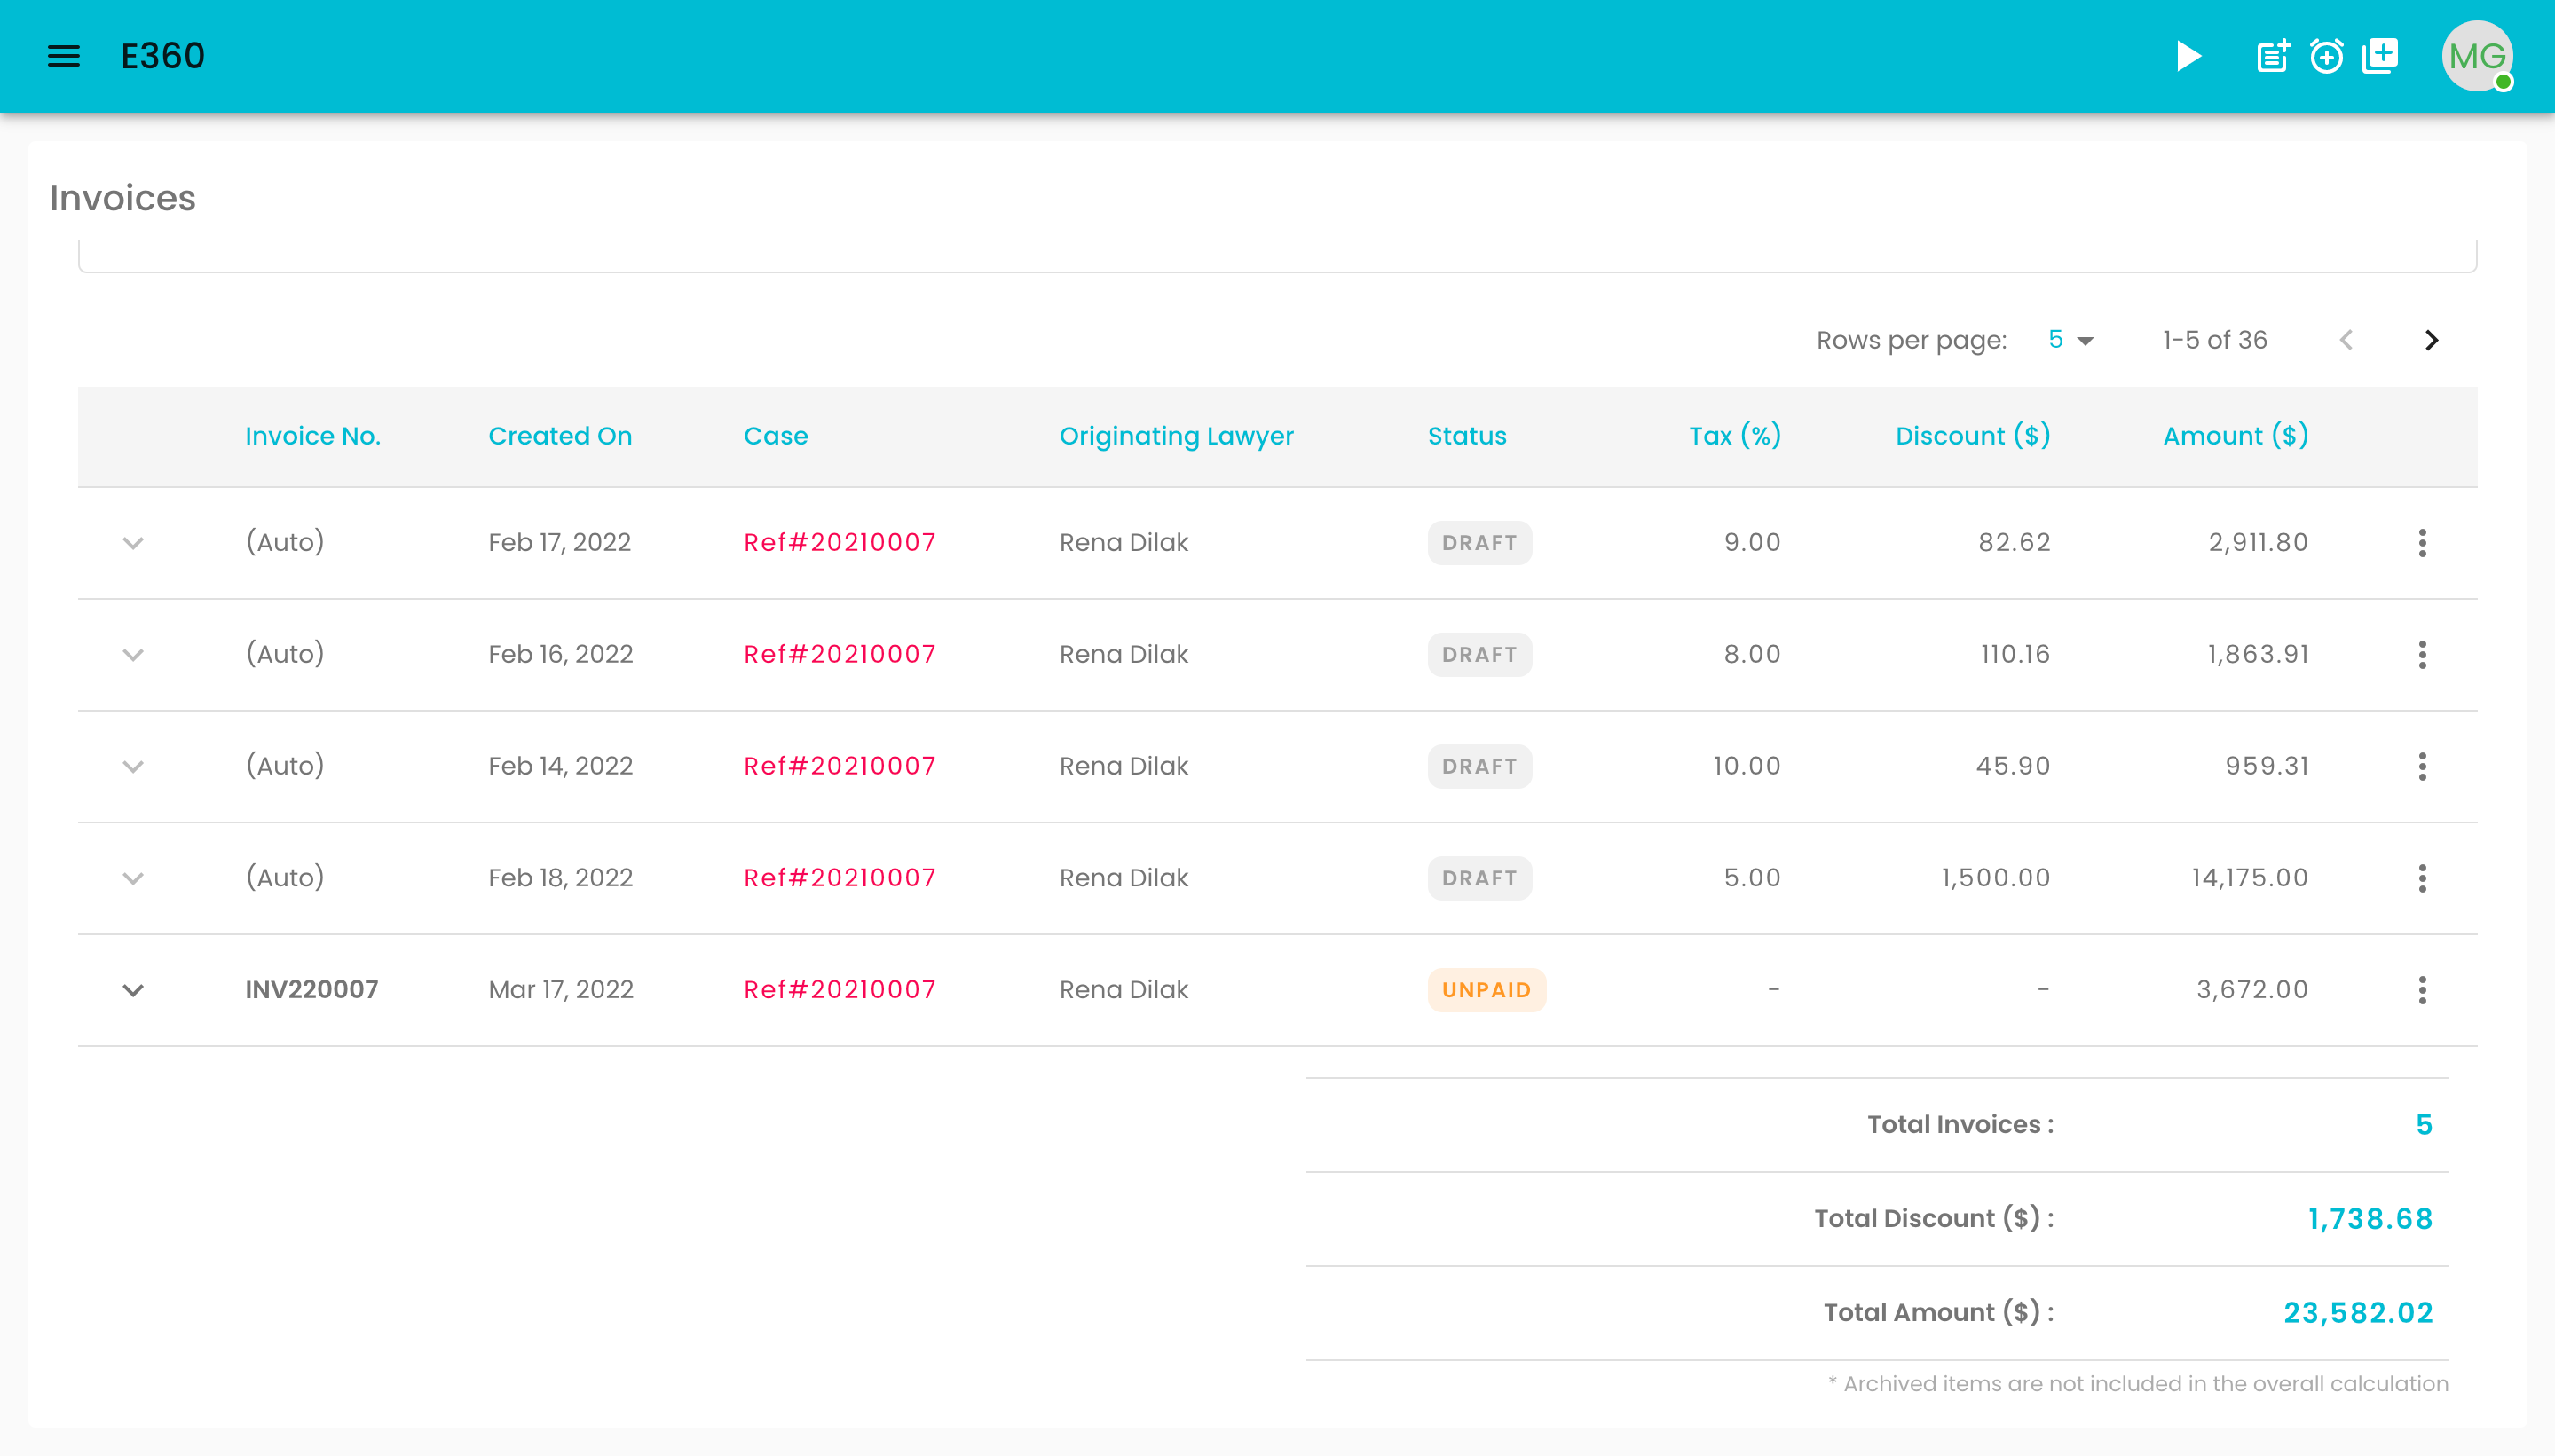 E360
MG
Invoices
Rows per page: 5 1-5 of 36
Invoice No. Created On Case Originating Lawyer Status Tax (%) Discount ($) Amount ($)
(Auto) Feb 17, 2022 Ref#20210007 Rena Dilak DRAFT 9.00 82.62 2,911.80
(Auto) Feb 16, 2022 Ref#20210007 Rena Dilak DRAFT 8.00 110.16 1,863.91
(Auto) Feb 14, 2022 Ref#20210007 Rena Dilak DRAFT 10.00 45.90 959.31
(Auto) Feb 18, 2022 Ref#20210007 Rena Dilak DRAFT 5.00 1,500.00 14,175.00
INV220007 Mar 17, 2022 Ref#20210007 Rena Dilak UNPAID - - 3,672.00
Total Invoices : 5
Total Discount ($) : 1,738.68
Total Amount ($) : 23,582.02
* Archived items are not included in the overall calculation